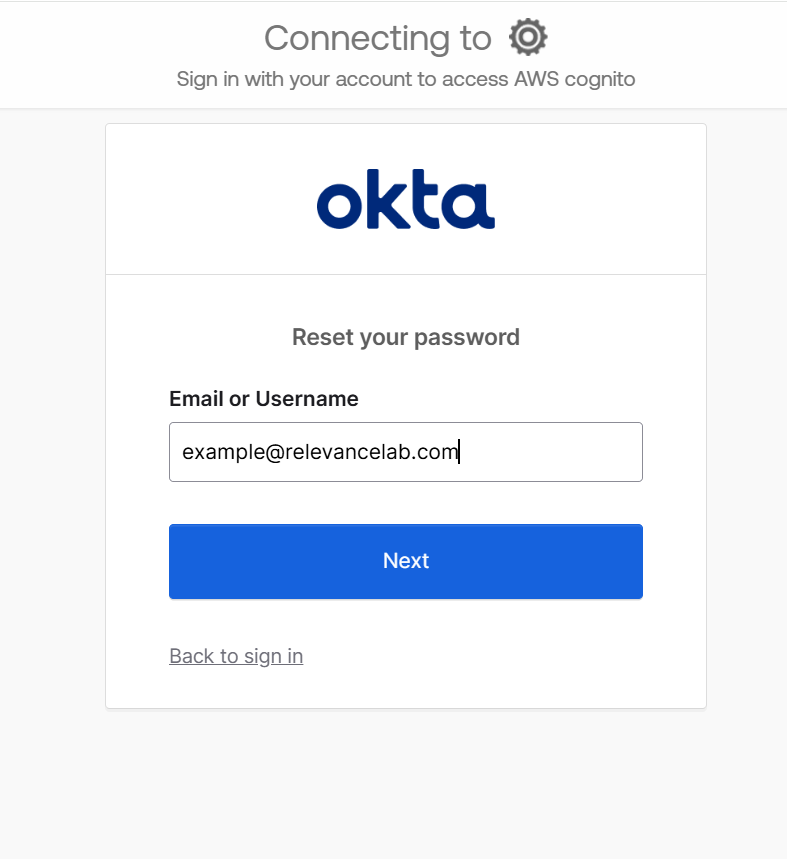 Connecting to
Sign in with your account to access AWS cognito
okta
Reset your password
Email or Username
example@relevancelab.com
Next
Back to sign in